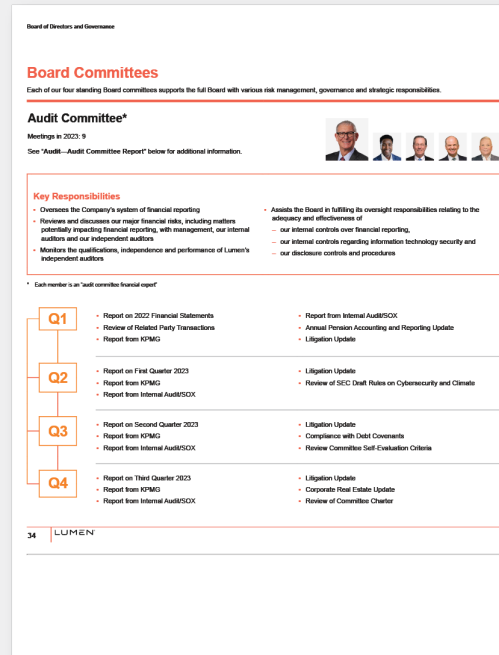 Board of Directors and Governance
Board Committees
Each of our four standing Board committees supports the full Board with various risk management, governance and strategic responsibilities.
Audit Committee*
Meetings in 2023: 9
See "Audit—Audit Committee Report" below for additional information.
Key Responsibilities
• Oversees the Company's system of financial reporting
• Reviews and discusses our major financial risks, including matters
potentially impacting financial reporting, with management, our internal
auditors and our independent auditors
• Monitors the qualifications, independence and performance of Lumen's
independent auditors
• Assists the Board in fulfilling its oversight responsibilities relating to the
adequacy and effectiveness of
– our internal controls over financial reporting,
– our internal controls regarding information technology security and
– our disclosure controls and procedures
* Each member is an "audit committee financial expert"
Q1
• Report on 2022 Financial Statements
• Review of Related Party Transactions
• Report from KPMG
• Report from Internal Audit/SOX
• Annual Pension Accounting and Reporting Update
• Litigation Update
Q2
• Report on First Quarter 2023
• Report from KPMG
• Report from Internal Audit/SOX
• Litigation Update
• Review of SEC Draft Rules on Cybersecurity and Climate
Q3
• Report on Second Quarter 2023
• Report from KPMG
• Report from Internal Audit/SOX
• Litigation Update
• Compliance with Debt Covenants
• Review Committee Self-Evaluation Criteria
Q4
• Report on Third Quarter 2023
• Report from KPMG
• Report from Internal Audit/SOX
• Litigation Update
• Corporate Real Estate Update
• Review of Committee Charter
34
LUMEN